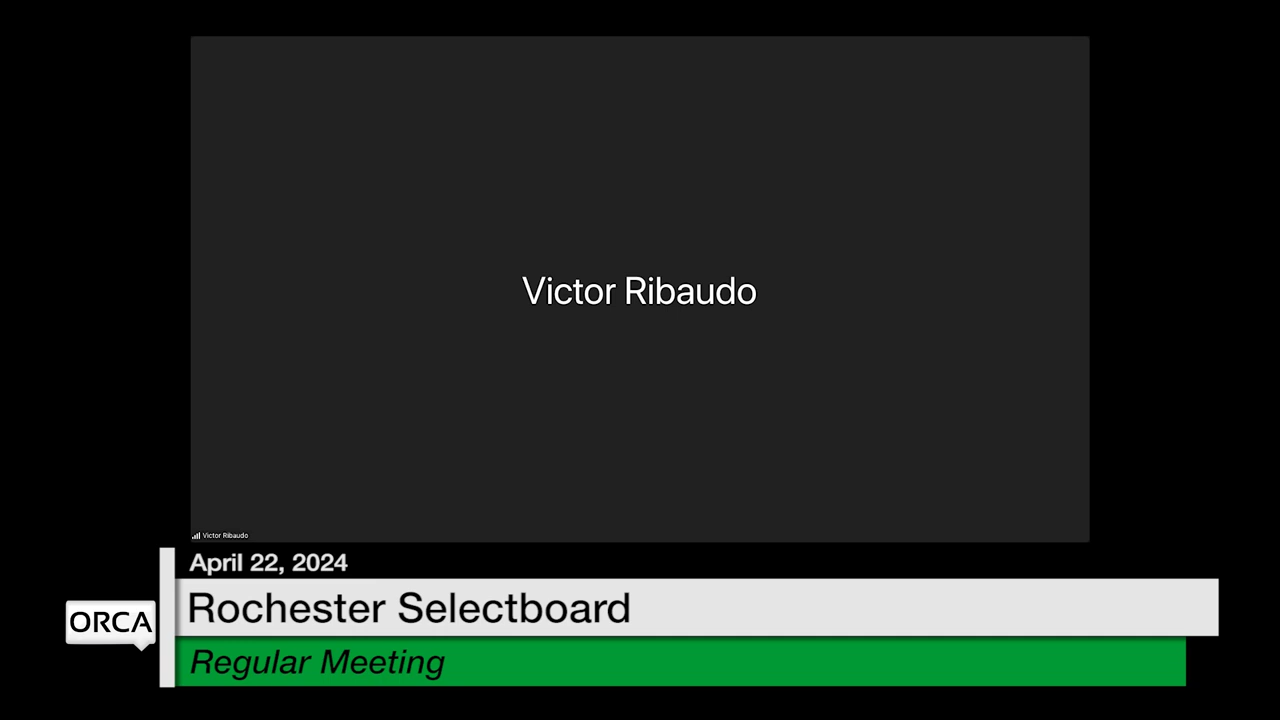 Victor Ribaudo
Victor Ribaudo
April 22, 2024
Rochester Selectboard
ORCA
Regular Meeting